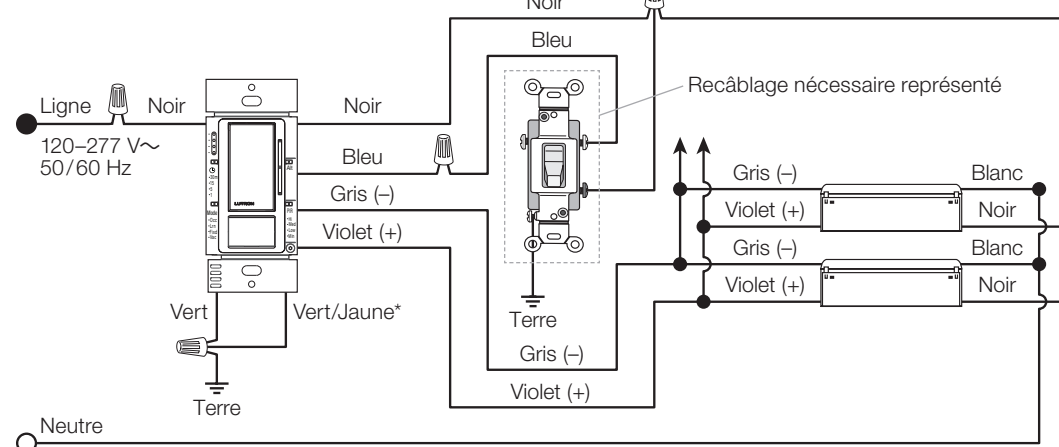 Noir
Bleu
Recâblage nécessaire représenté
Ligne
Noir
Noir
120–277 V~
50/60 Hz
Bleu
Gris (–)
Violet (+)
LUTRON
Gris (–)
Blanc
Violet (+)
Noir
Gris (–)
Blanc
Violet (+)
Noir
Vert
Vert/Jaune*
Terre
Gris (–)
Violet (+)
Terre
Neutre